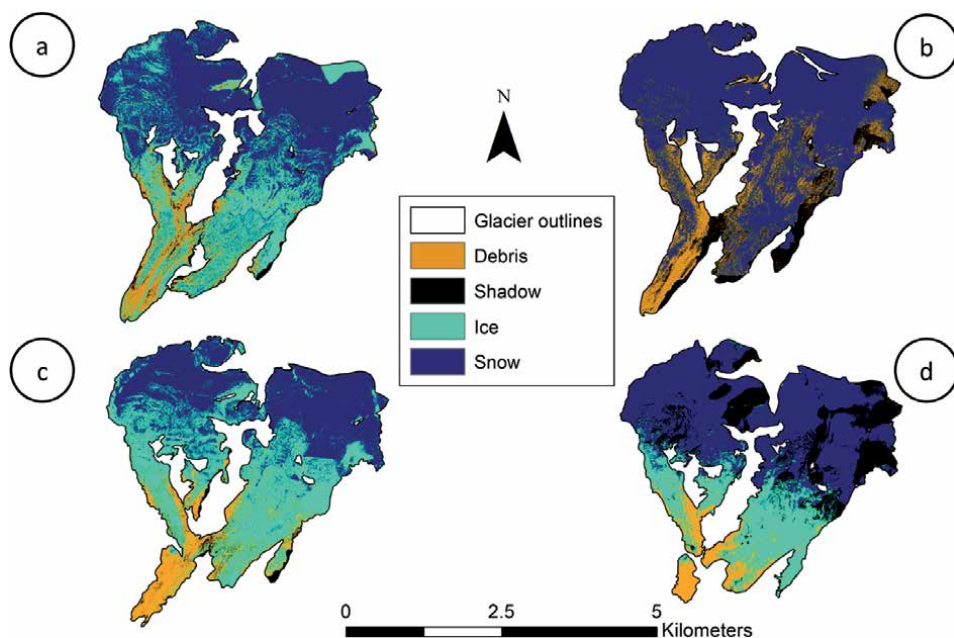 a
b
N
Glacier outlines
Debris
Shadow
Ice
Snow
c
d
0 2.5 5
Kilometers